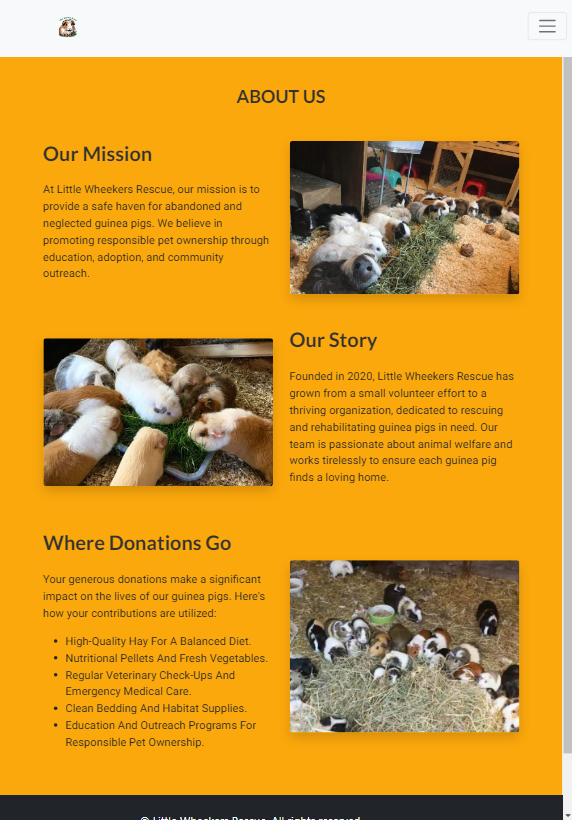 ABOUT US
Our Mission
At Little Wheekers Rescue, our mission is to
provide a safe haven for abandoned and
neglected guinea pigs. We believe in
promoting responsible pet ownership through
education, adoption, and community
outreach.
Our Story
Founded in 2020, Little Wheekers Rescue has
grown from a small volunteer effort to a
thriving organization, dedicated to rescuing
and rehabilitating guinea pigs in need. Our
team is passionate about animal welfare and
works tirelessly to ensure each guinea pig
finds a loving home.
Where Donations Go
Your generous donations make a significant
impact on the lives of our guinea pigs. Here's
how your contributions are utilized:
• High-Quality Hay For A Balanced Diet.
• Nutritional Pellets And Fresh Vegetables.
• Regular Veterinary Check-Ups And
Emergency Medical Care.
• Clean Bedding And Habitat Supplies.
• Education And Outreach Programs For
Responsible Pet Ownership.
© Little Wheekers Rescue. All rights reserved.